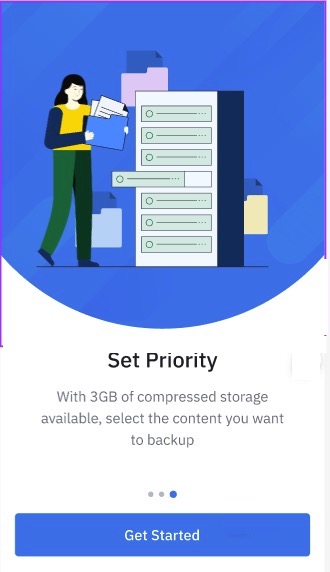 Set Priority
With 3GB of compressed storage
available, select the content you want
to backup
Get Started